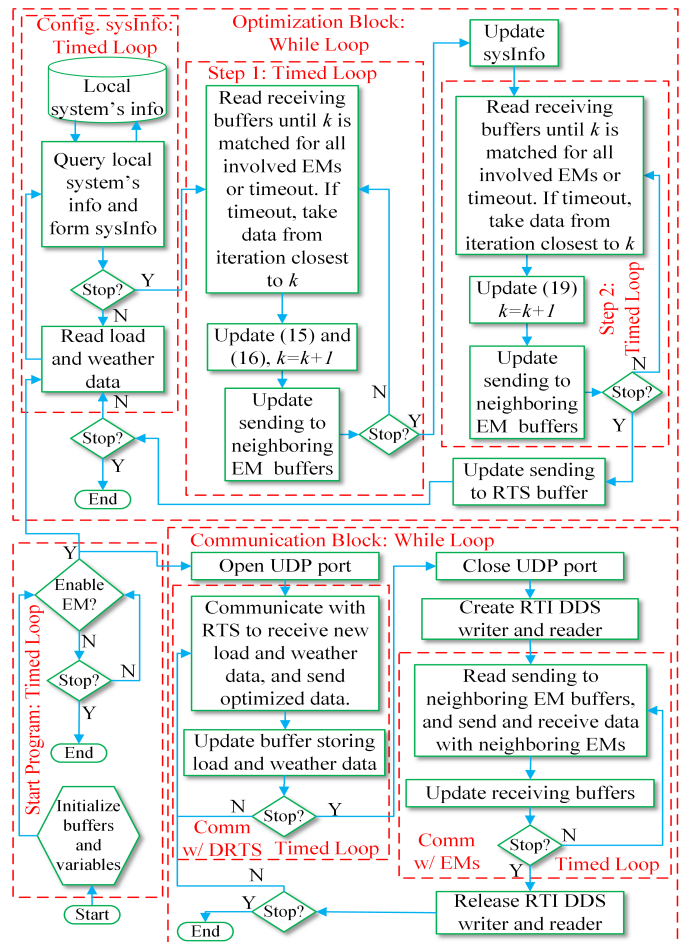 Config. sysInfo:
Timed Loop
Local
system's info
Query local
system's
info and
form sysInfo
Stop?
Y
N
Read load
and weather
data
N
Stop?
Y
End
Optimization Block:
While Loop
Step 1: Timed Loop
Read receiving
buffers until k is
matched for all
involved EMs
or timeout. If
timeout, take
data from
iteration closest
to k
Update (15) and
(16), k=k+1
Update
sending to
neighboring
EM buffers
N
Stop?
Y
Update
sysInfo
Read receiving
buffers until k is
matched for all
involved EMs or
timeout. If timeout,
take data from
iteration closest to k
Update (19)
k=k+1
Step 2:
Timed Loop
Update
sending to
neighboring
EM buffers
N
Stop?
Y
Update sending
to RTS buffer
Start Program: Timed Loop
Y
Enable
EM?
N
Stop?
N
Y
End
Initialize
buffers
and
variables
Start
Communication Block: While Loop
Open UDP port
Communicate with
RTS to receive new
load and weather
data, and send
optimized data.
Update buffer storing
load and weather data
N
Stop?
Y
Comm
w/ DRTS
Timed Loop
Close UDP port
Create RTI DDS
writer and reader
Read sending to
neighboring EM buffers,
and send and receive data
with neighboring EMs
Update receiving buffers
Stop?
N
Y
Comm
w/ EMs
Timed Loop
Release RTI DDS
writer and reader
N
Stop?
Y
End